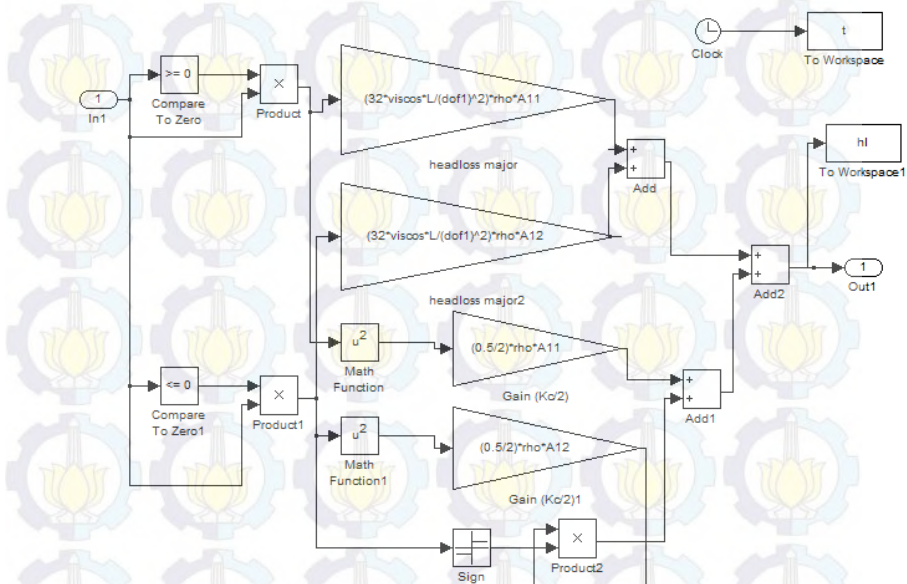 t
Clock
To Workspace
>= 0
×
(32*viscos*L/(dof1)^2)*rho*A11
1
In1
Compare
To Zero
Product
hl
headloss major
+
+
Add
To Workspace1
(32*viscos*L/(dof1)^2)*rho*A12
+
+
1
Add2
Out1
headloss major2
u²
(0.5/2)*rho*A11
Math
Function
<= 0
×
+
+
Gain (Kc/2)
Compare
To Zero1
Product1
Add1
u²
(0.5/2)*rho*A12
Math
Function1
Gain (Kc/2)1
×
Sign
Product2